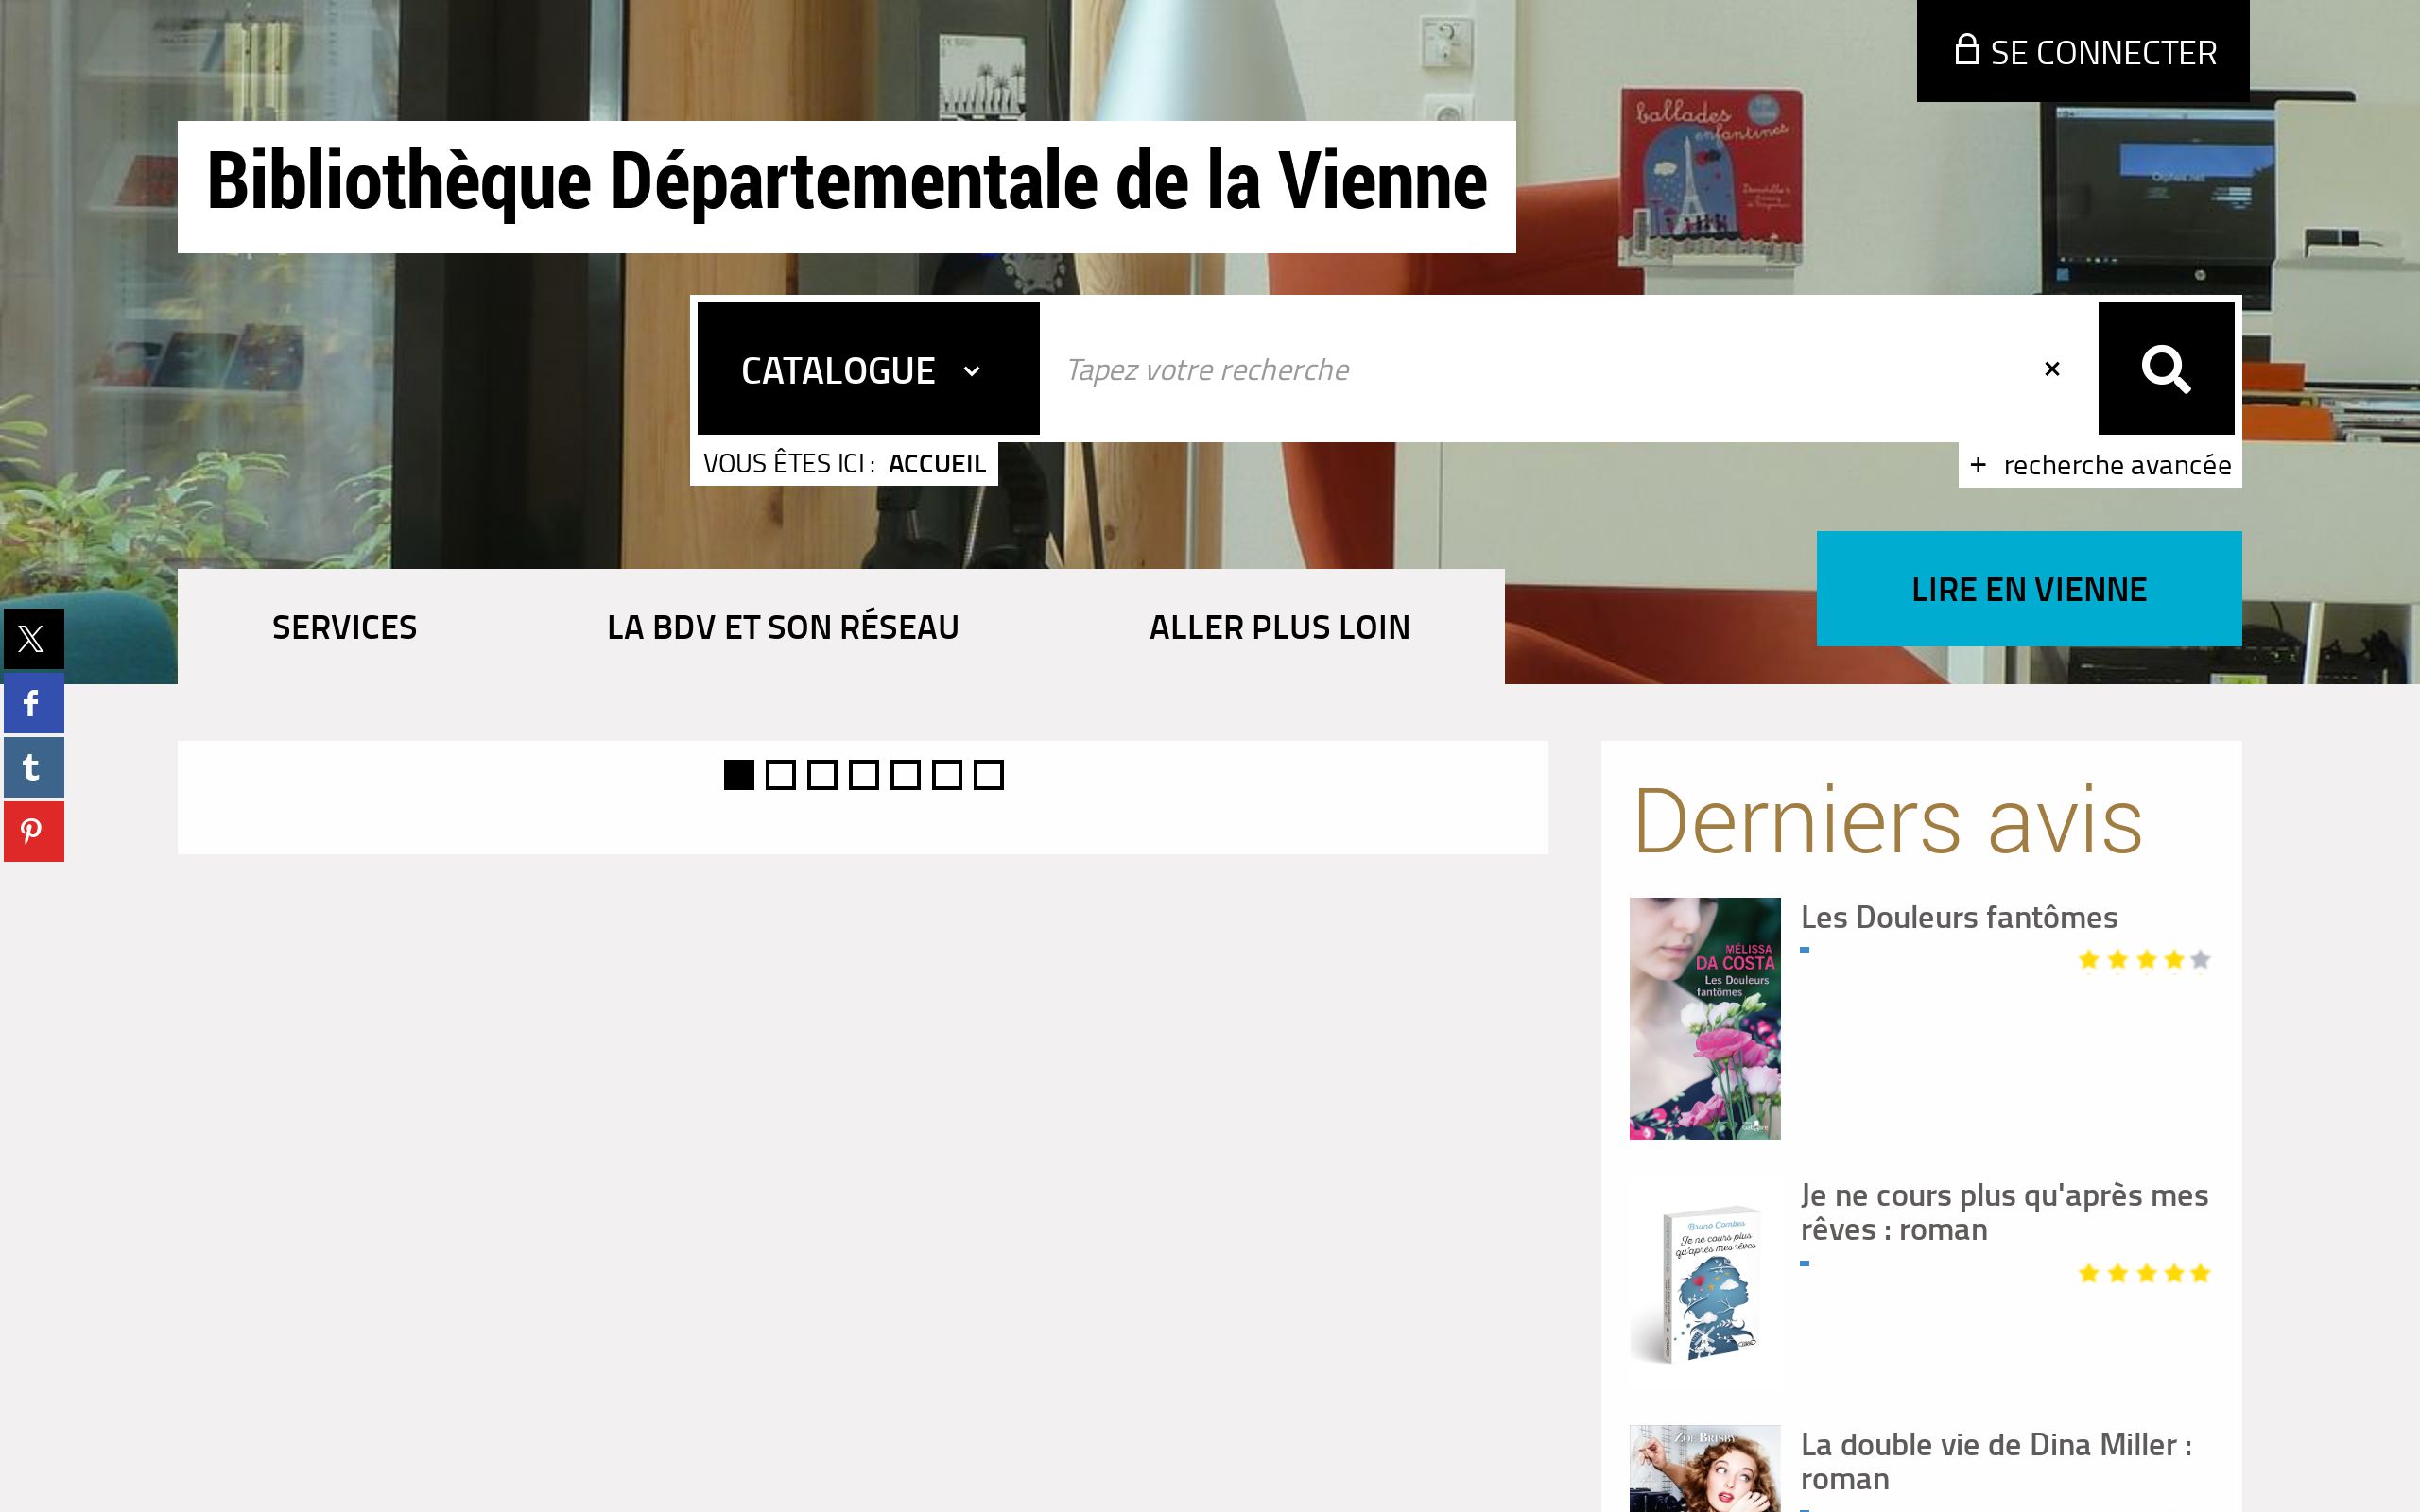 SE CONNECTER
ballades
enfantines
Bibliothèque Départementale de la Vienne
CATALOGUE
Tapez votre recherche
×
VOUS ÊTES ICI : ACCUEIL
+ recherche avancée
LIRE EN VIENNE
SERVICES
LA BDV ET SON RÉSEAU
ALLER PLUS LOIN
Derniers avis
Les Douleurs fantômes
MÉLISSA
DA COSTA
Les Douleurs
fantômes
Je ne cours plus qu'après mes
rêves : roman
Bruno Combes
Je ne cours plus
qu'après mes rêves
La double vie de Dina Miller :
roman
ZOÉ BRISBY